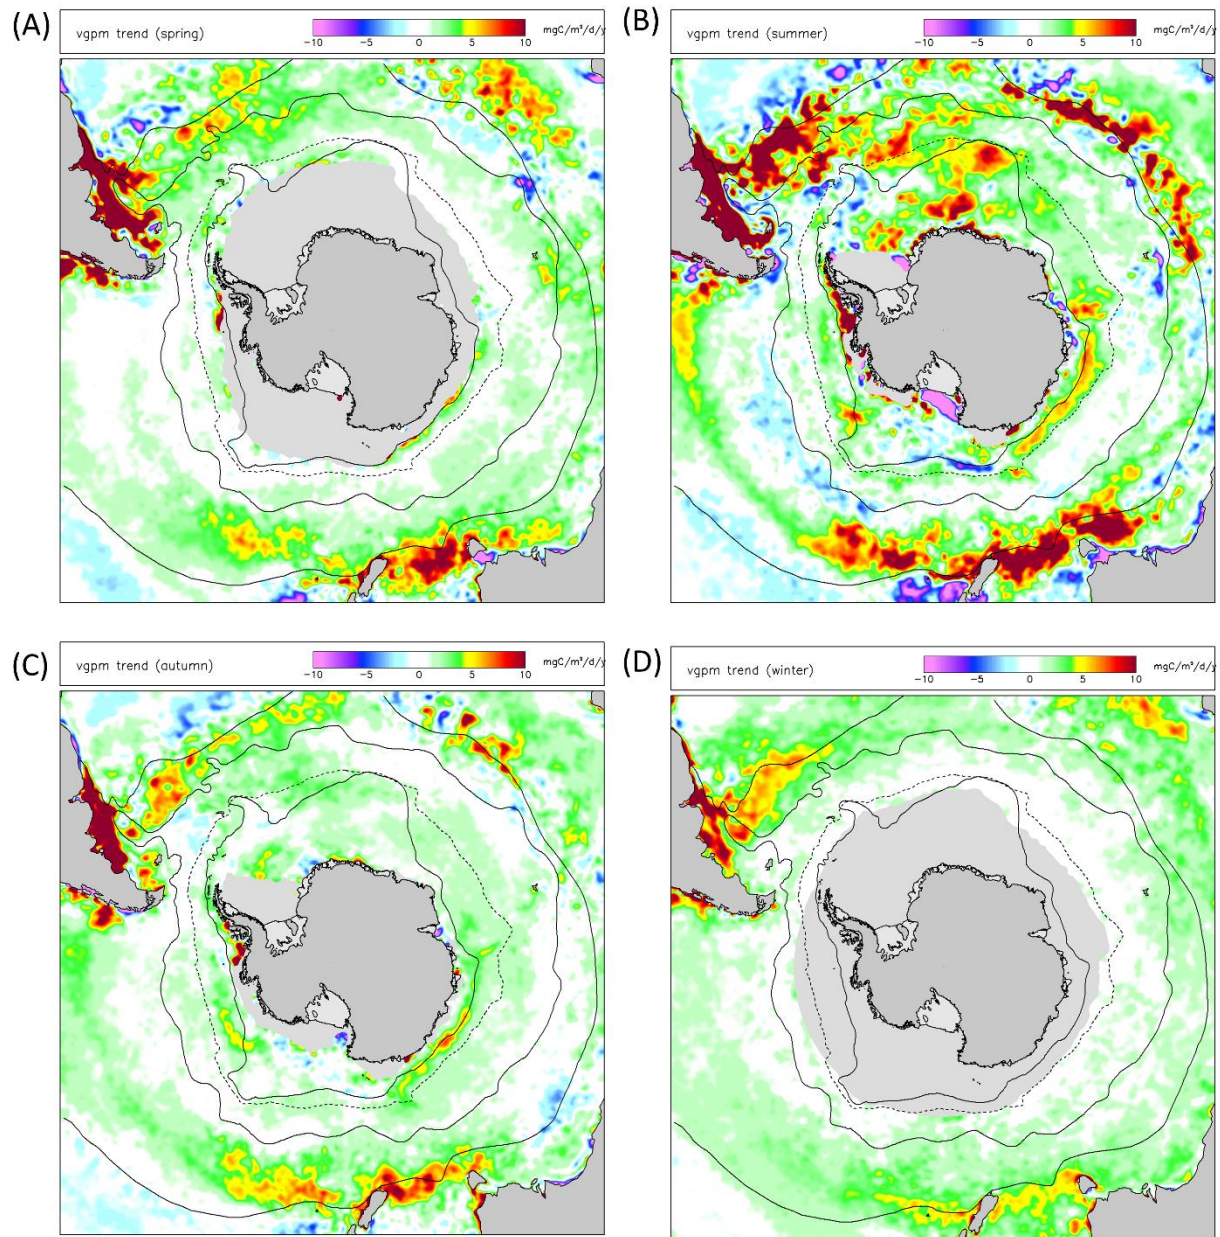 (A)
vgpm trend (spring)
-10 -5 0 5 10
mgC/m³/d/y
(B)
vgpm trend (summer)
-10 -5 0 5 10
mgC/m³/d/y
(C)
vgpm trend (autumn)
-10 -5 0 5 10
mgC/m³/d/y
(D)
vgpm trend (winter)
-10 -5 0 5 10
mgC/m³/d/y